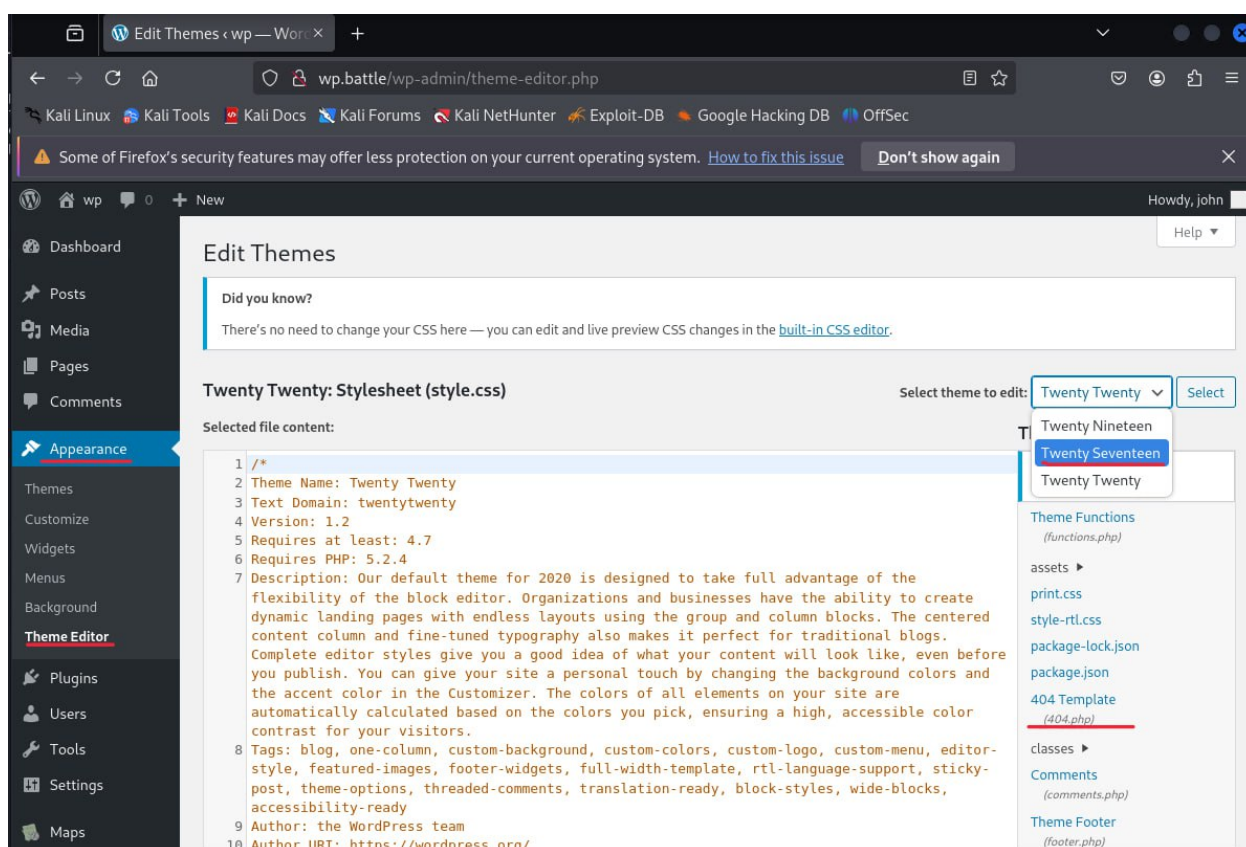 Edit Themes ‹ wp — Wor
wp.battle/wp-admin/theme-editor.php
Kali Linux Kali Tools Kali Docs Kali Forums Kali NetHunter Exploit-DB Google Hacking DB OffSec
Some of Firefox's security features may offer less protection on your current operating system. How to fix this issue Don't show again
wp 0 + New Howdy, john
Help
Dashboard
Posts
Media
Pages
Comments
Appearance
Themes
Customize
Widgets
Menus
Background
Theme Editor
Plugins
Users
Tools
Settings
Maps
Edit Themes
Did you know?
There's no need to change your CSS here — you can edit and live preview CSS changes in the built-in CSS editor.
Twenty Twenty: Stylesheet (style.css)
Select theme to edit: Twenty Twenty Select
Twenty Nineteen
Twenty Seventeen
Twenty Twenty
Selected file content:
1 /*
2 Theme Name: Twenty Twenty
3 Text Domain: twentytwenty
4 Version: 1.2
5 Requires at least: 4.7
6 Requires PHP: 5.2.4
7 Description: Our default theme for 2020 is designed to take full advantage of the
flexibility of the block editor. Organizations and businesses have the ability to create
dynamic landing pages with endless layouts using the group and column blocks. The centered
content column and fine-tuned typography also makes it perfect for traditional blogs.
Complete editor styles give you a good idea of what your content will look like, even before
you publish. You can give your site a personal touch by changing the background colors and
the accent color in the Customizer. The colors of all elements on your site are
automatically calculated based on the colors you pick, ensuring a high, accessible color
contrast for your visitors.
8 Tags: blog, one-column, custom-background, custom-colors, custom-logo, custom-menu, editor-
style, featured-images, footer-widgets, full-width-template, rtl-language-support, sticky-
post, theme-options, threaded-comments, translation-ready, block-styles, wide-blocks,
accessibility-ready
9 Author: the WordPress team
10 Author URI: https://wordpress.org/
Theme Functions
(functions.php)
assets
print.css
style-rtl.css
package-lock.json
package.json
404 Template
(404.php)
classes
Comments
(comments.php)
Theme Footer
(footer.php)